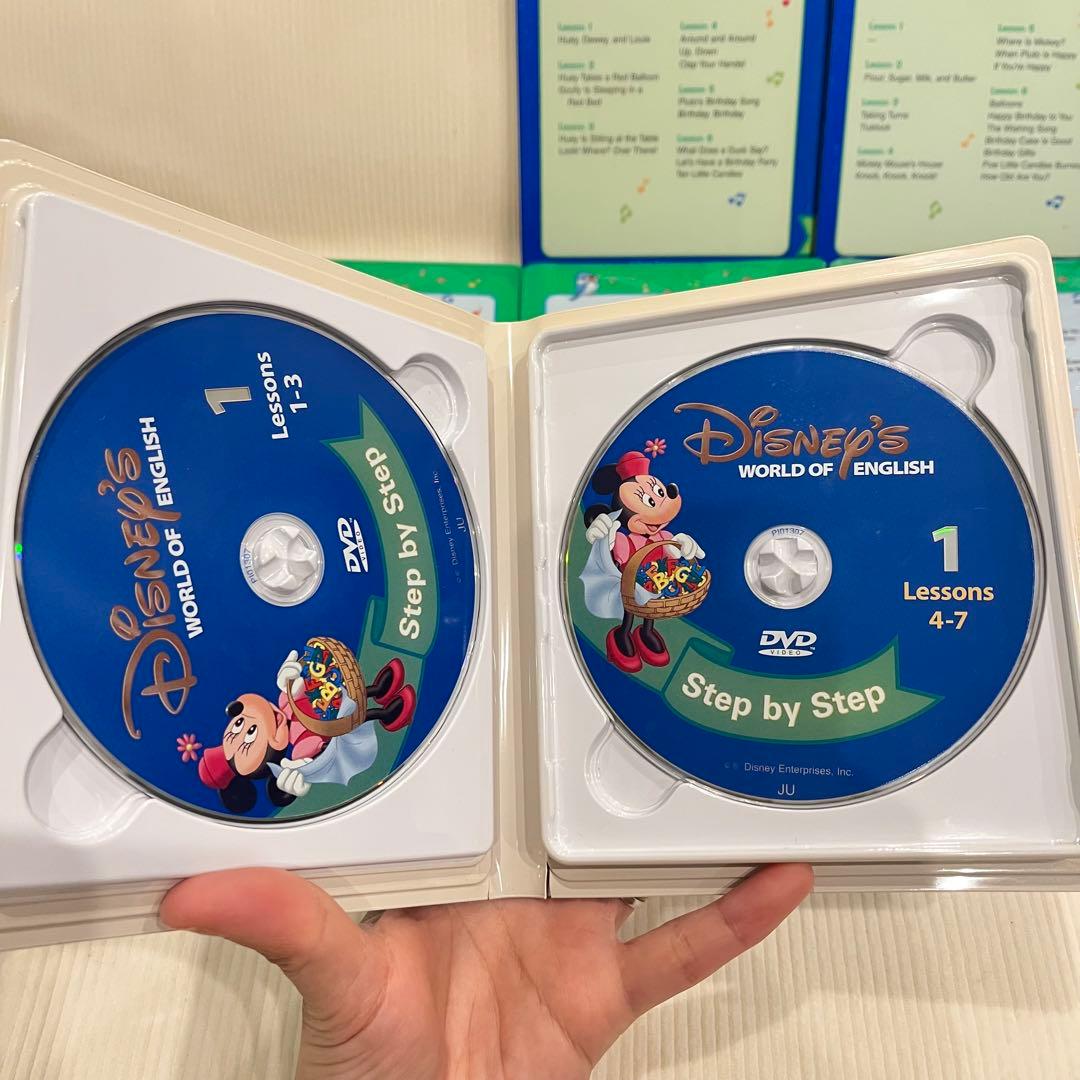 Lesson 1
Huey, Dewey, and Louie
Lesson 2
Huey Takes a Red Balloon
Goofy Is Sleeping in a
Red Bed
Lesson 3
Huey Is Sitting at the Table
Look! Where? Over There!
Lesson 4
Around and Around
Up, Down
Clap Your Hands!
Lesson 5
Pluto's Birthday Song
Birthday, Birthday
Lesson 6
What Does a Duck Say?
Let's Have a Birthday Party
Ten Little Candles
Lesson 1
—
Lesson 2
Flour, Sugar, Milk, and Butter
Lesson 3
Taking Turns
Lesson 4
Mickey Mouse's House
Knock, Knock, Knock!
Lesson 5
Where Is Mickey?
When Pluto Is Happy
If You're Happy
Lesson 6
Balloons
Happy Birthday to You
The Waiting Song
Birthday Cake Is Good
Birthday Gifts
Five Little Candles Burning
How Old Are You?
DISNEY'S
WORLD OF ENGLISH
1
Lessons
1-3
PI01307
DVD
VIDEO
Step by Step
© Disney Enterprises, Inc.
JU
DISNEY'S
WORLD OF ENGLISH
PI01307
1
Lessons
4-7
DVD
VIDEO
Step by Step
Disney Enterprises, Inc.
JU